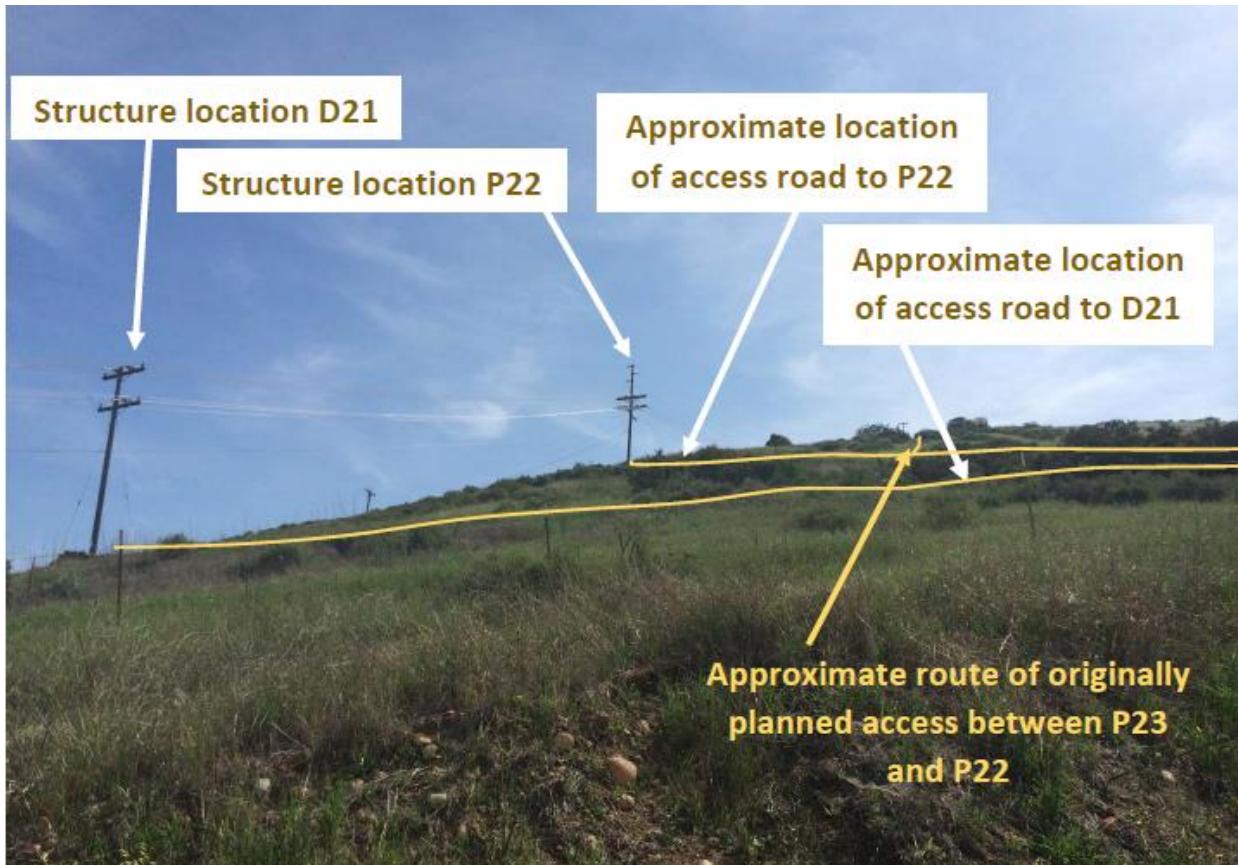 Structure location D21
Structure location P22
Approximate location
of access road to P22
Approximate location
of access road to D21
Approximate route of originally
planned access between P23
and P22